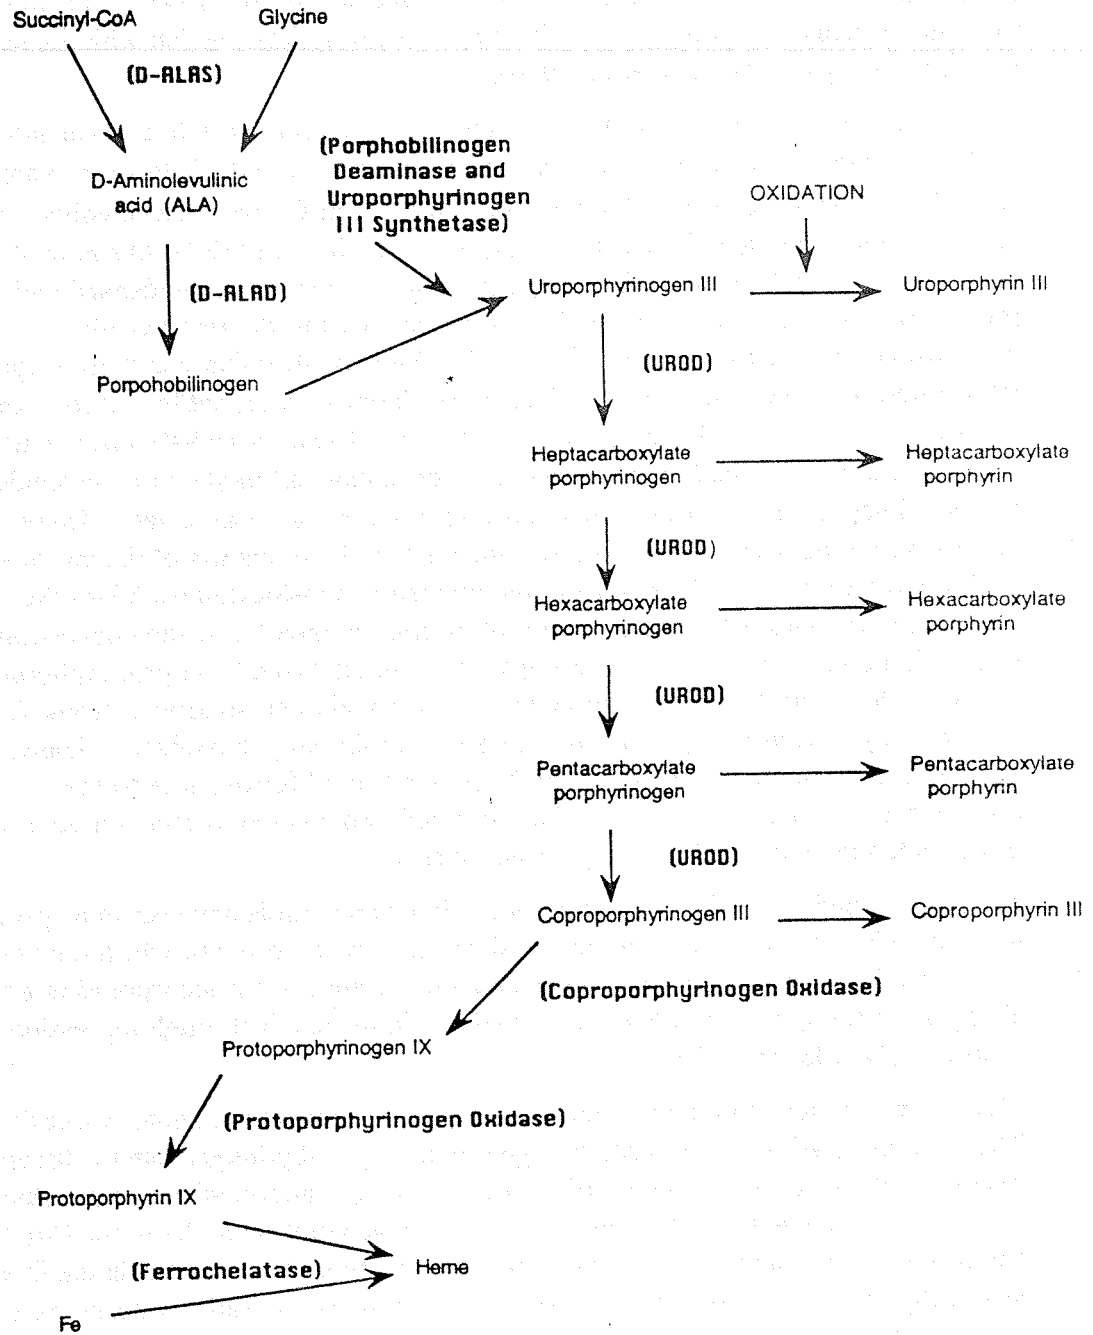 Succinyl-CoA
Glycine
(D-ALAS)
D-Aminolevulinic
acid (ALA)
(Porphobilinogen
Deaminase and
Uroporphyrinogen
III Synthetase)
OXIDATION
(D-ALAD)
Uroporphyrinogen III
Uroporphyrin III
Porpohobilinogen
(UROD)
Heptacarboxylate
porphyrinogen
Heptacarboxylate
porphyrin
(UROD)
Hexacarboxylate
porphyrinogen
Hexacarboxylate
porphyrin
(UROD)
Pentacarboxylate
porphyrinogen
Pentacarboxylate
porphyrin
(UROD)
Coproporphyrinogen III
Coproporphyrin III
(Coproporphyrinogen Oxidase)
Protoporphyrinogen IX
(Protoporphyrinogen Oxidase)
Protoporphyrin IX
(Ferrochelatase)
Heme
Fe